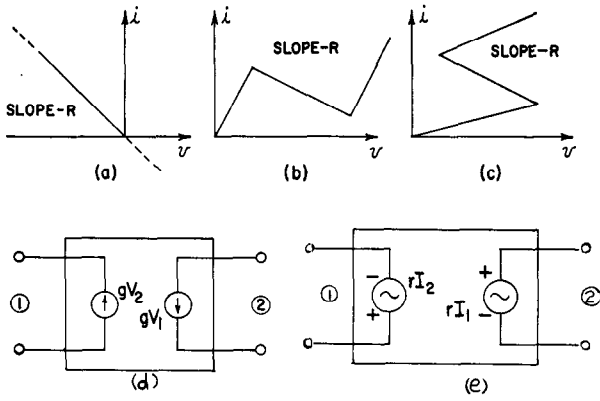 i i i
SLOPE-R SLOPE-R
SLOPE-R
v v v
(a) (b) (c)
① gV₂ gV₁ ②
(d)
① - rI₂ + + rI₁ - ②
(e)